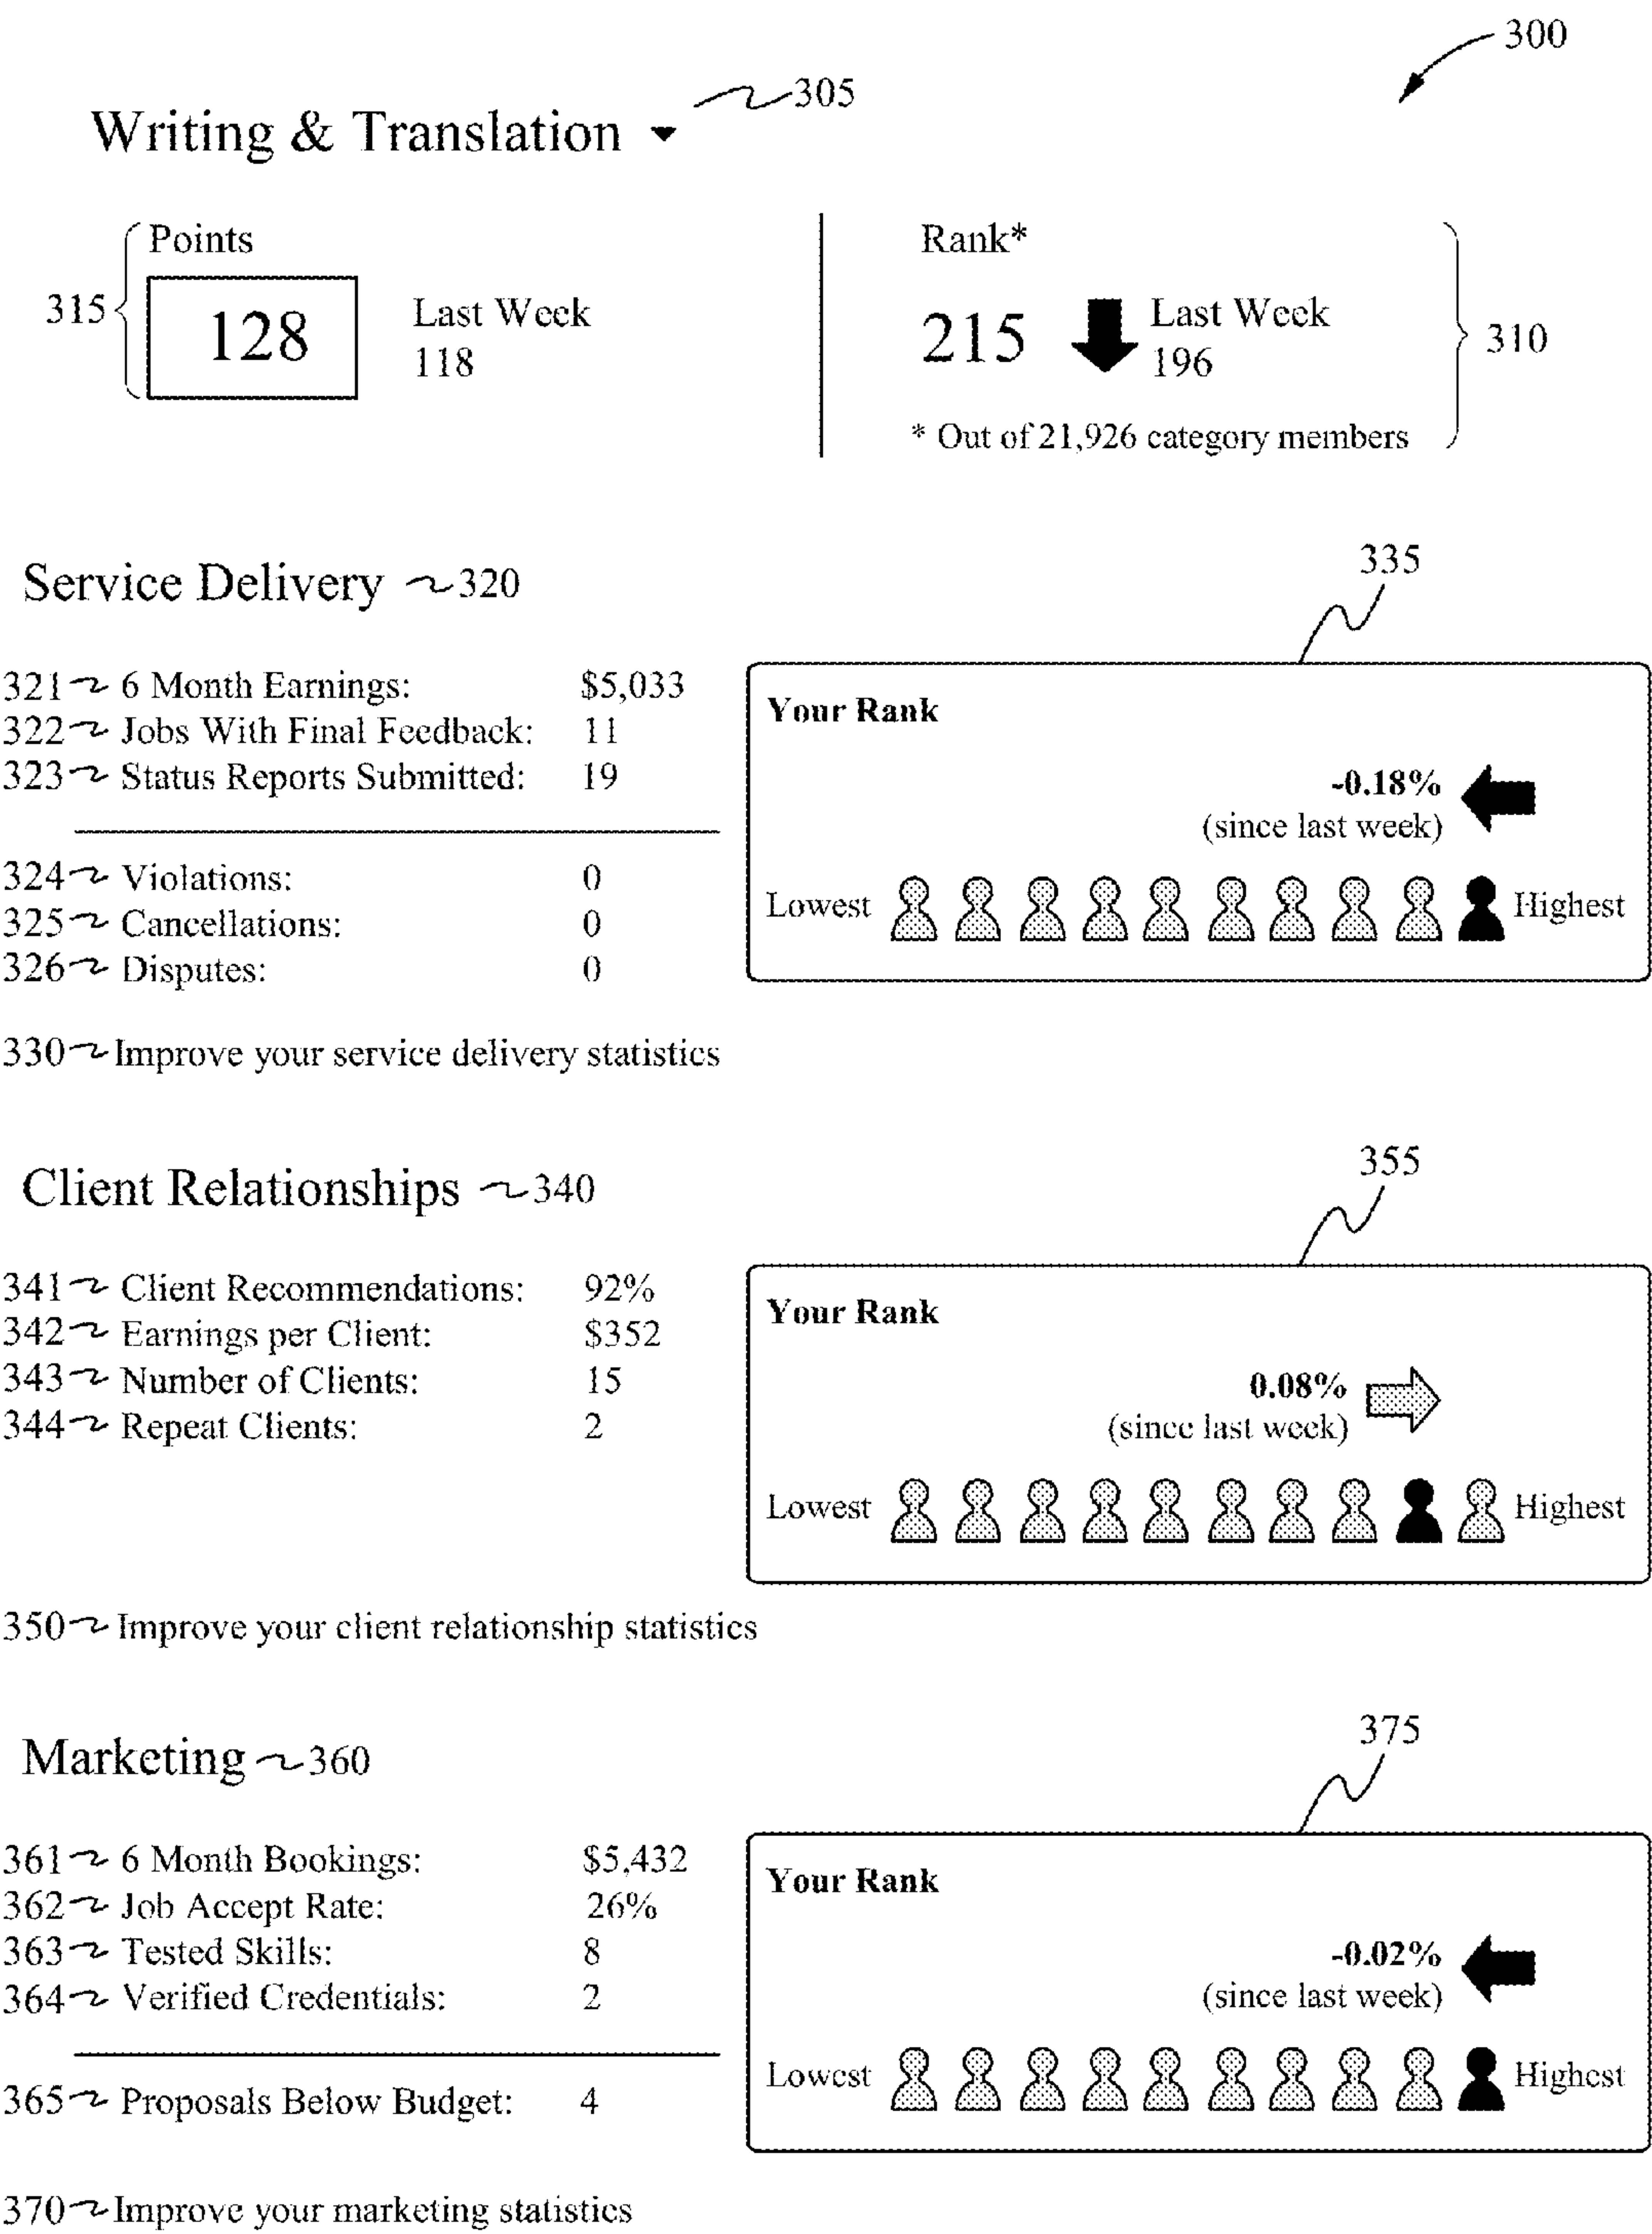 300
305
Writing & Translation
Points
Rank*
315
128
Last Week
118
215
Last Week
196
310
* Out of 21,926 category members
Service Delivery 320
335
321 6 Month Earnings: $5,033
322 Jobs With Final Feedback: 11
323 Status Reports Submitted: 19
324 Violations: 0
325 Cancellations: 0
326 Disputes: 0
330 Improve your service delivery statistics
Your Rank
-0.18%
(since last week)
Lowest Highest
Client Relationships 340
355
341 Client Recommendations: 92%
342 Earnings per Client: $352
343 Number of Clients: 15
344 Repeat Clients: 2
350 Improve your client relationship statistics
Your Rank
0.08%
(since last week)
Lowest Highest
Marketing 360
375
361 6 Month Bookings: $5,432
362 Job Accept Rate: 26%
363 Tested Skills: 8
364 Verified Credentials: 2
365 Proposals Below Budget: 4
370 Improve your marketing statistics
Your Rank
-0.02%
(since last week)
Lowest Highest